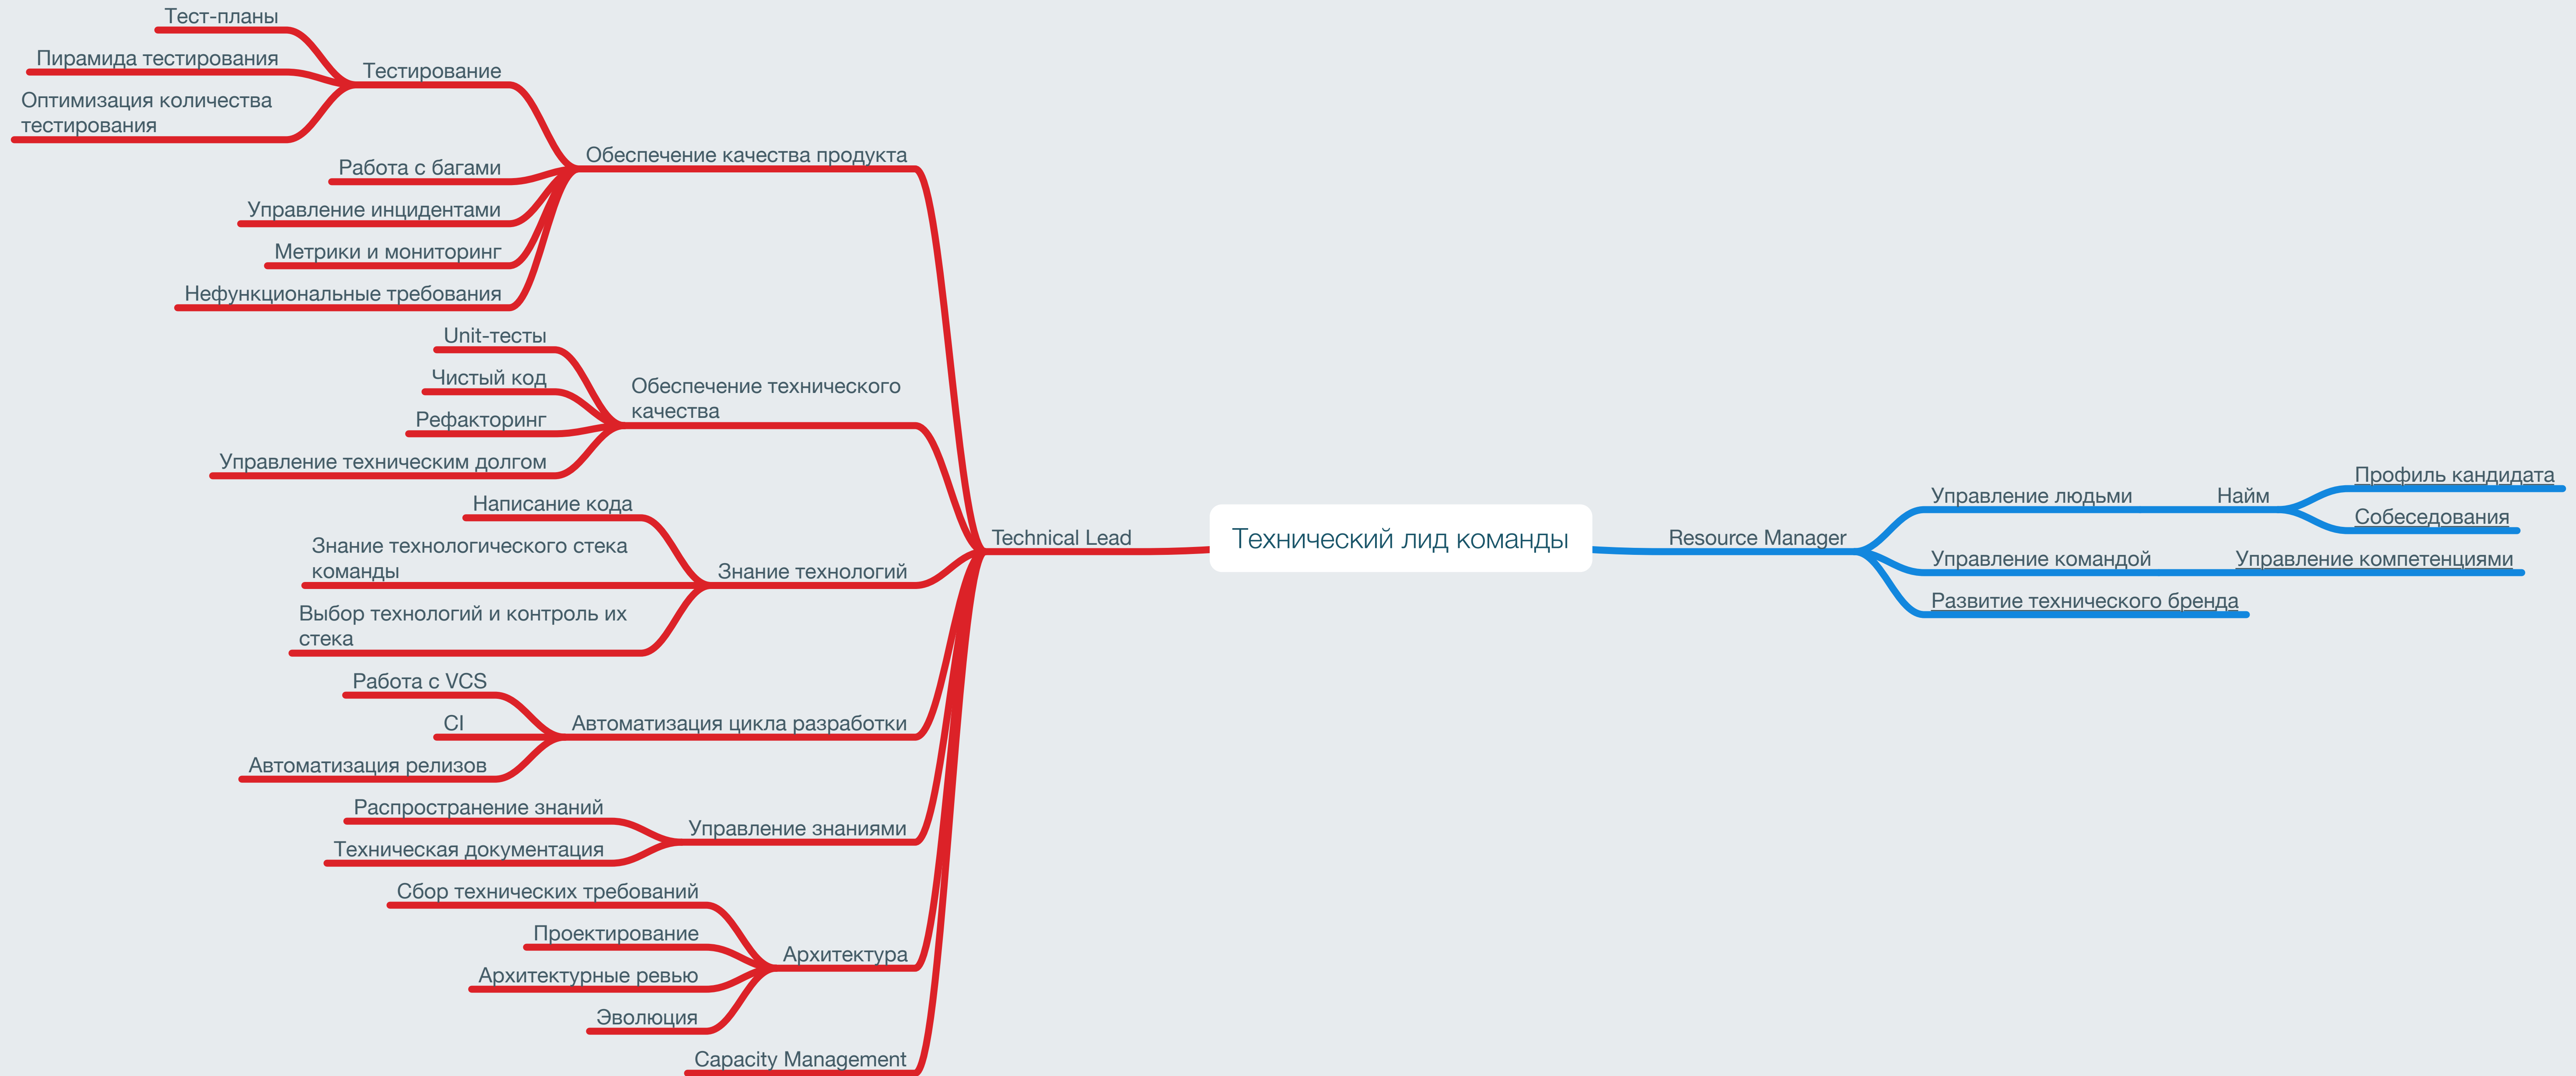 Тест-планы
Пирамида тестирования
Оптимизация количества
тестирования
Тестирование
Работа с багами
Управление инцидентами
Метрики и мониторинг
Нефункциональные требования
Обеспечение качества продукта
Unit-тесты
Чистый код
Рефакторинг
Управление техническим долгом
Обеспечение технического
качества
Написание кода
Знание технологического стека
команды
Выбор технологий и контроль их
стека
Знание технологий
Работа с VCS
CI
Автоматизация релизов
Автоматизация цикла разработки
Распространение знаний
Техническая документация
Управление знаниями
Сбор технических требований
Проектирование
Архитектурные ревью
Эволюция
Архитектура
Capacity Management
Technical Lead
Технический лид команды
Resource Manager
Управление людьми
Найм
Профиль кандидата
Собеседования
Управление командой
Управление компетенциями
Развитие технического бренда